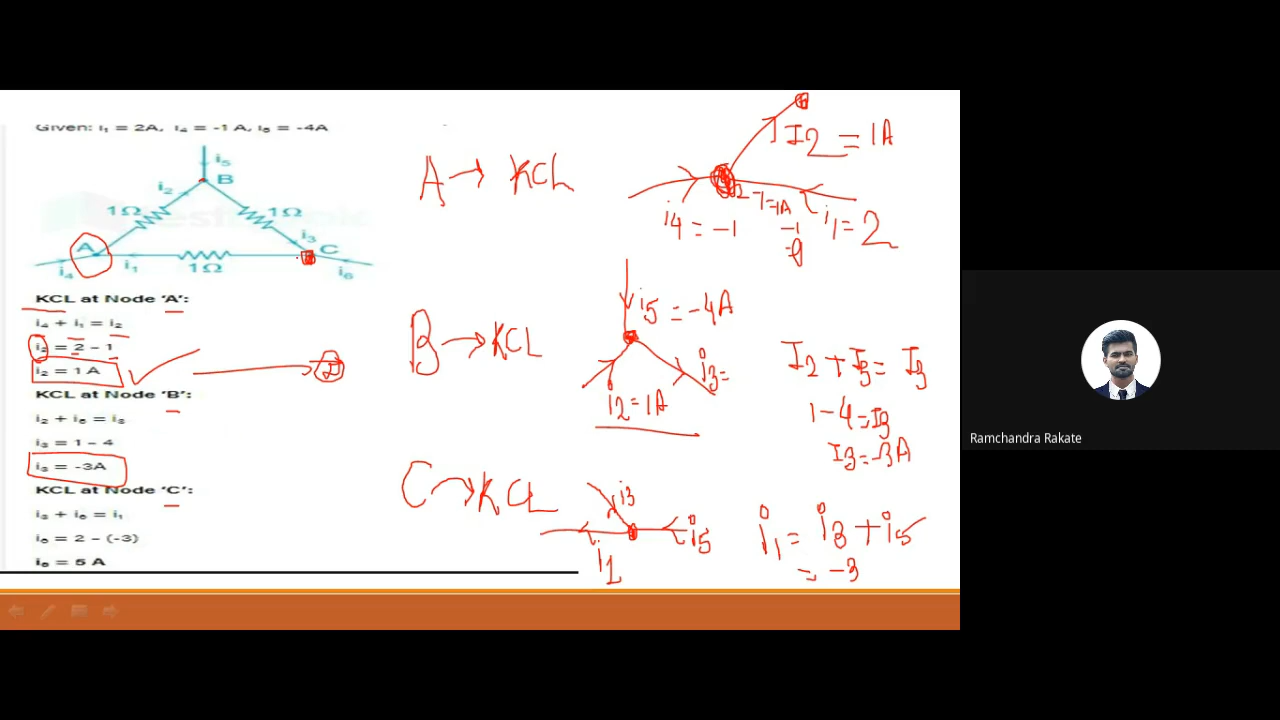 Given: i₁ = 2A, i₄ = -1 A, i₅ = -4A
i₅
B
i₂
1Ω
1Ω
i₃
A
C
i₄
i₁
1Ω
i₆
KCL at Node 'A':
i₄ + i₁ = i₂
i₂ = 2 - 1
i₂ = 1 A
KCL at Node 'B':
i₂ + i₅ = i₃
i₃ = 1 - 4
i₃ = -3A
KCL at Node 'C':
i₃ + i₆ = i₁
i₆ = 2 - (-3)
i₆ = 5 A
A → KCL
I2 = 1A
i4 = -1
i1 = 2
B → KCL
i5 = -4A
i3=
i2 = 1A
I2 + I3 = I3
1-4=I3
I3=-3A
C → KCL
i3
i5
i1
i1 = i3 + i5
= -3
Ramchandra Rakate